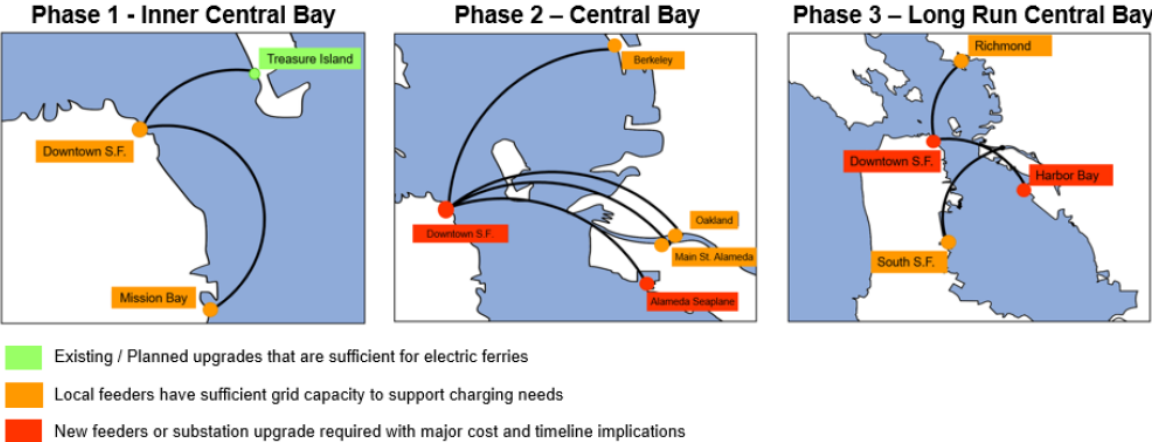 Phase 1 - Inner Central Bay
Phase 2 – Central Bay
Phase 3 – Long Run Central Bay
Treasure Island
Downtown S.F.
Mission Bay
Berkeley
Downtown S.F.
Oakland
Main St. Alameda
Alameda Seaplane
Richmond
Downtown S.F.
Harbor Bay
South S.F.
Existing / Planned upgrades that are sufficient for electric ferries
Local feeders have sufficient grid capacity to support charging needs
New feeders or substation upgrade required with major cost and timeline implications